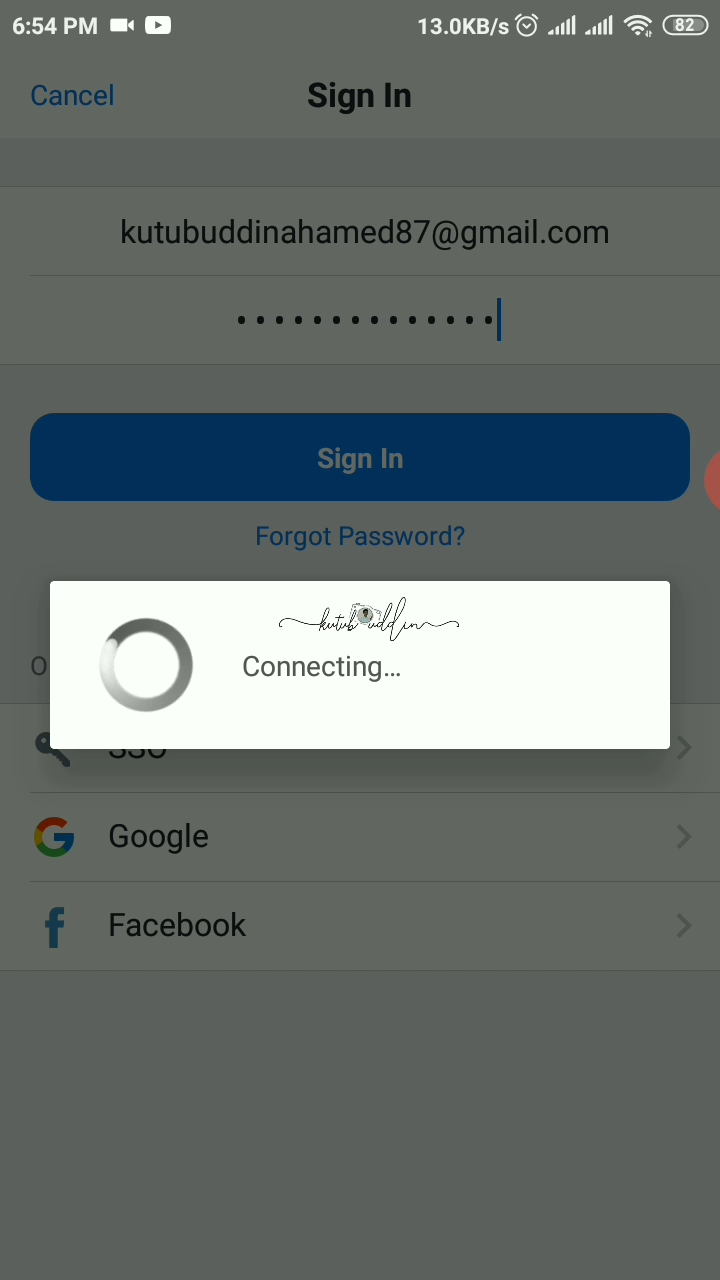 6:54 PM 13.0KB/s 82
Cancel Sign In
kutubuddinahamed87@gmail.com
Sign In
Forgot Password?
kutubuddin
Connecting...
O
SSO
Google
Facebook